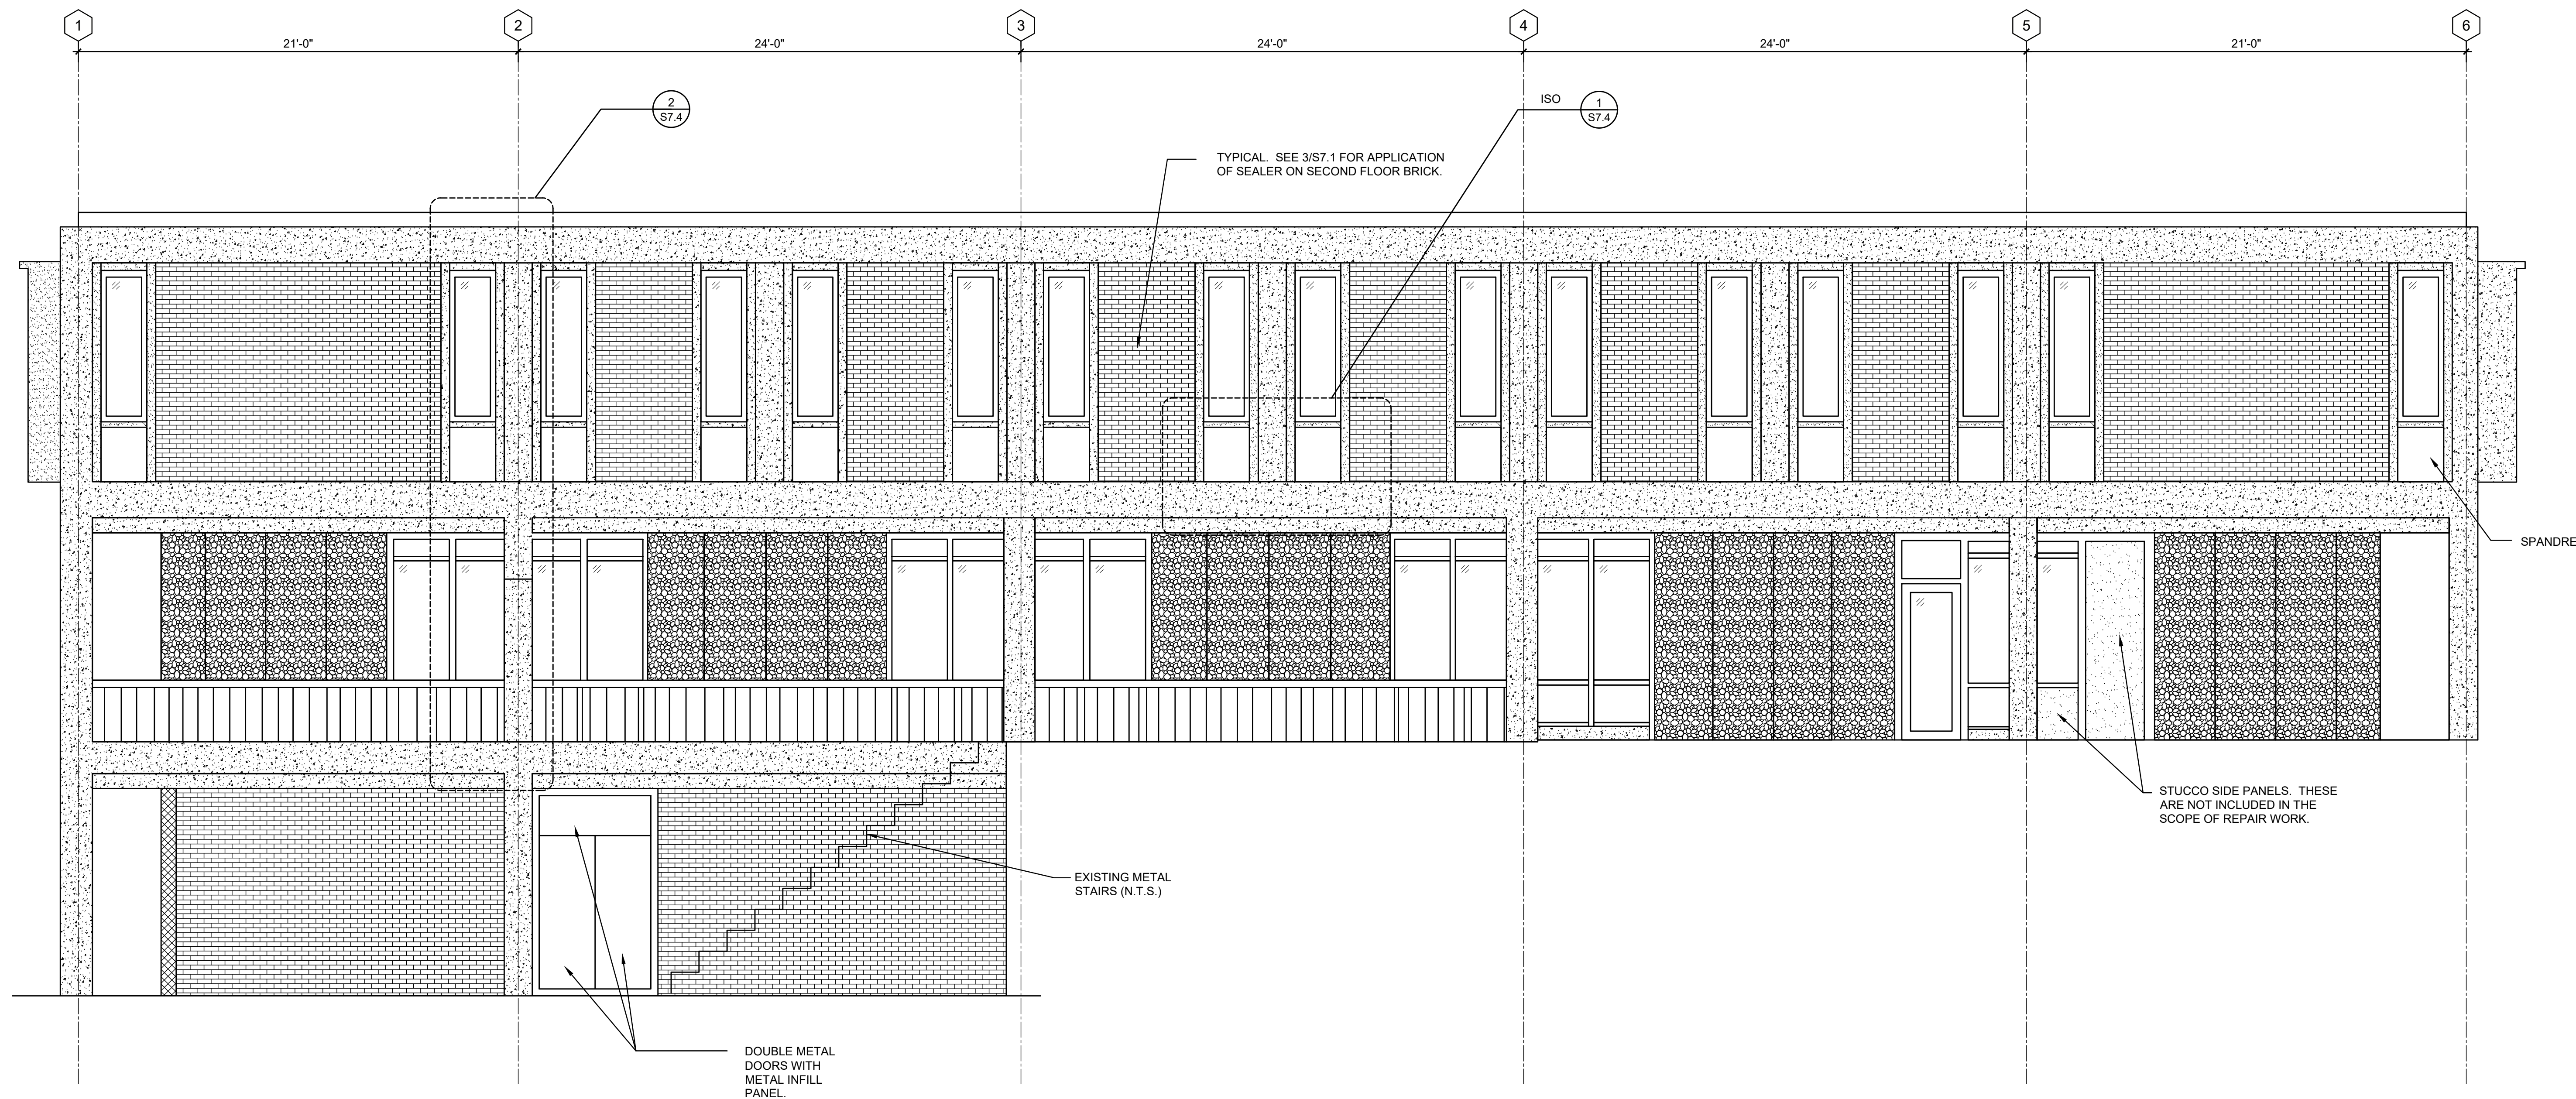 1
2
3
4
5
6
21'-0"
24'-0"
24'-0"
24'-0"
21'-0"
2
S7.4
ISO
1
S7.4
TYPICAL. SEE 3/S7.1 FOR APPLICATION
OF SEALER ON SECOND FLOOR BRICK.
SPANDRE
STUCCO SIDE PANELS. THESE
ARE NOT INCLUDED IN THE
SCOPE OF REPAIR WORK.
EXISTING METAL
STAIRS (N.T.S.)
DOUBLE METAL
DOORS WITH
METAL INFILL
PANEL.